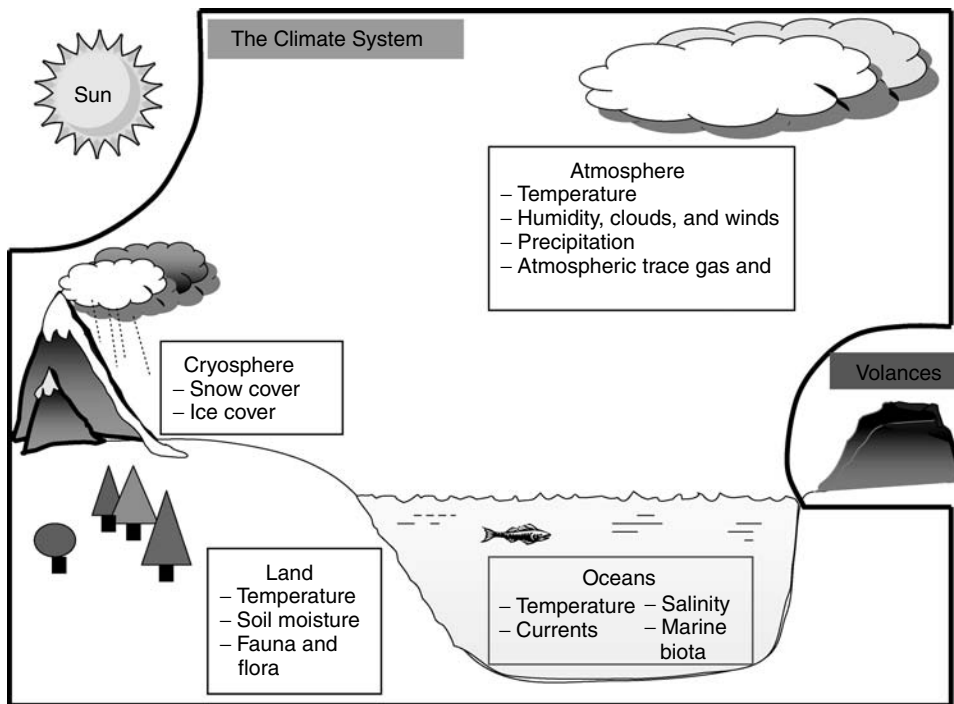 The Climate System
Sun
Atmosphere
– Temperature
– Humidity, clouds, and winds
– Precipitation
– Atmospheric trace gas and
Cryosphere
– Snow cover
– Ice cover
Volances
Land
– Temperature
– Soil moisture
– Fauna and
flora
Oceans
– Temperature
– Currents
– Salinity
– Marine
biota